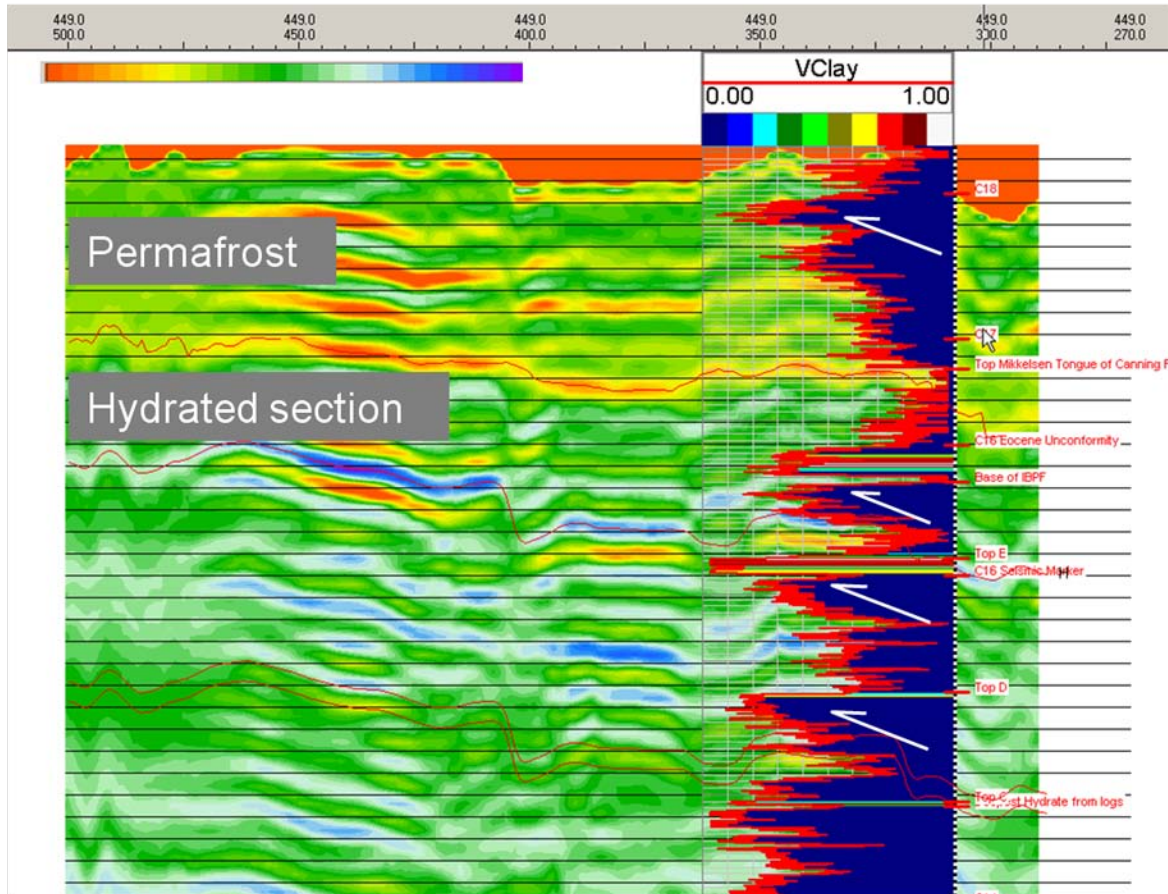 449.0 449.0 449.0 449.0 449.0 449.0
500.0 450.0 400.0 350.0 300.0 270.0
VClay
0.00 1.00
C18
Permafrost
Top Mikkelsen Tongue of Canning F
Hydrated section
C16 Eocene Unconformity
Base of IBPF
Top E
C16 Seismic Marker
Top D
Top C
Hydrate from logs